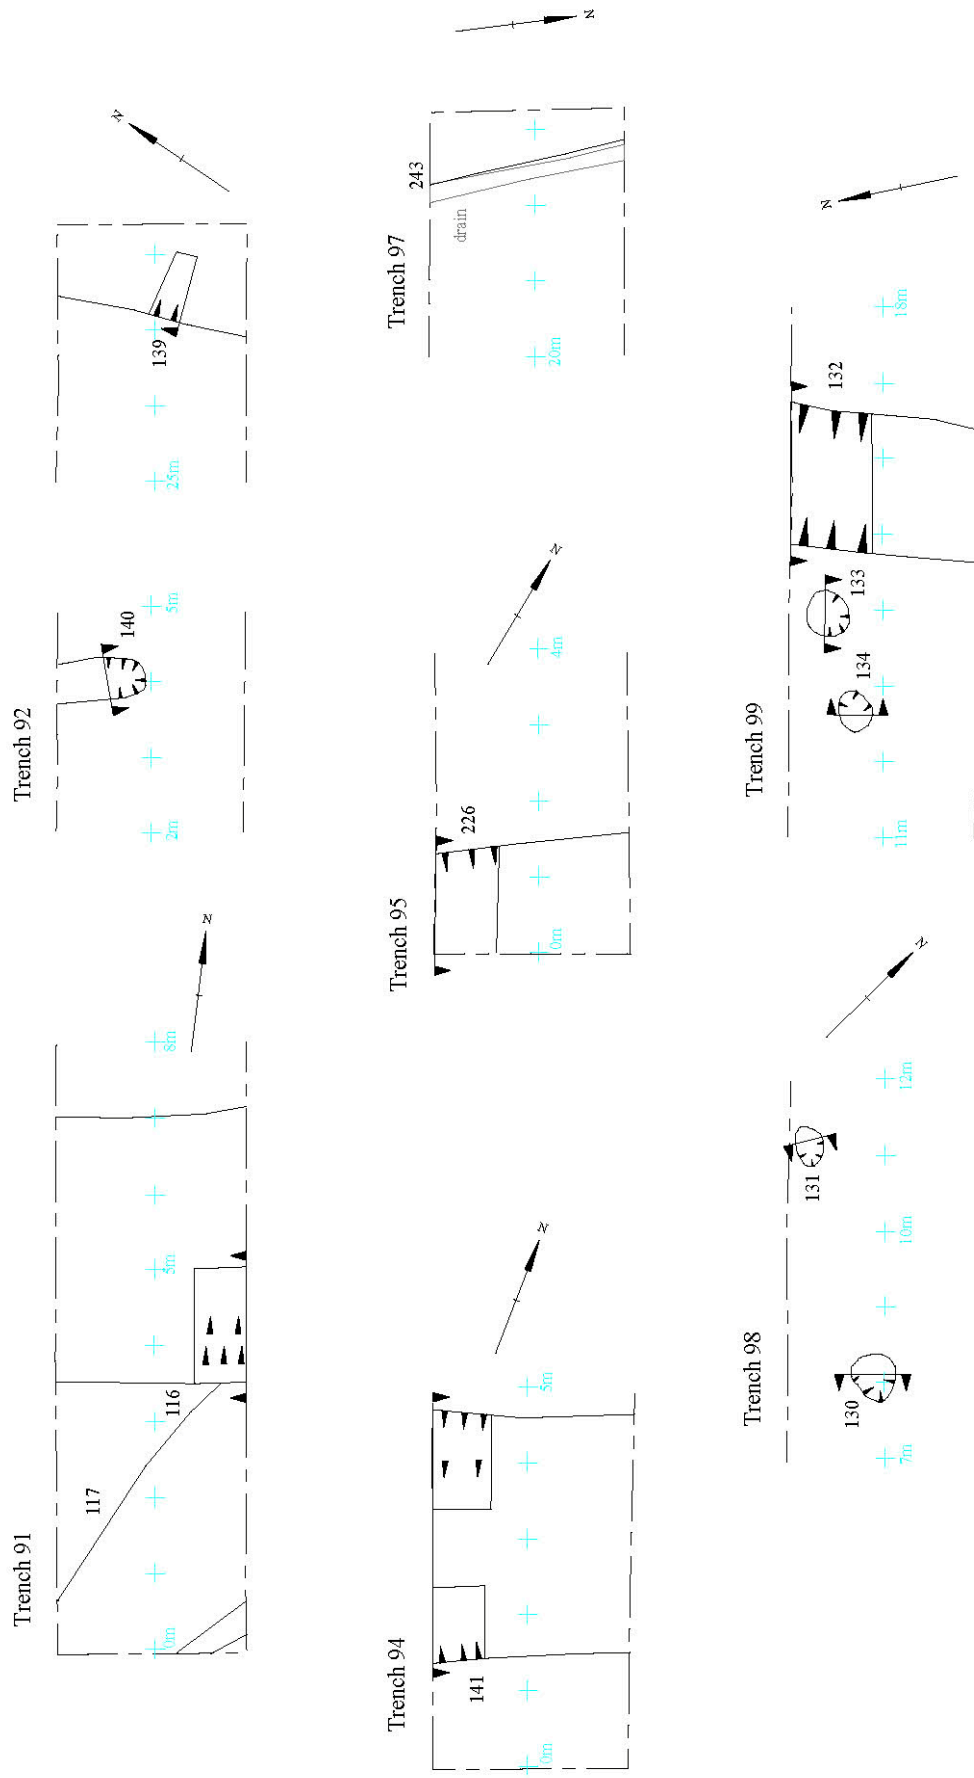 Trench 91
117
116
0m
5m
8m
N
Trench 92
140
139
2m
5m
25m
N
Trench 94
141
0m
5m
N
Trench 95
226
0m
4m
N
Trench 97
243
drain
20m
N
Trench 98
130
131
7m
10m
12m
N
Trench 99
134
133
132
11m
18m
N